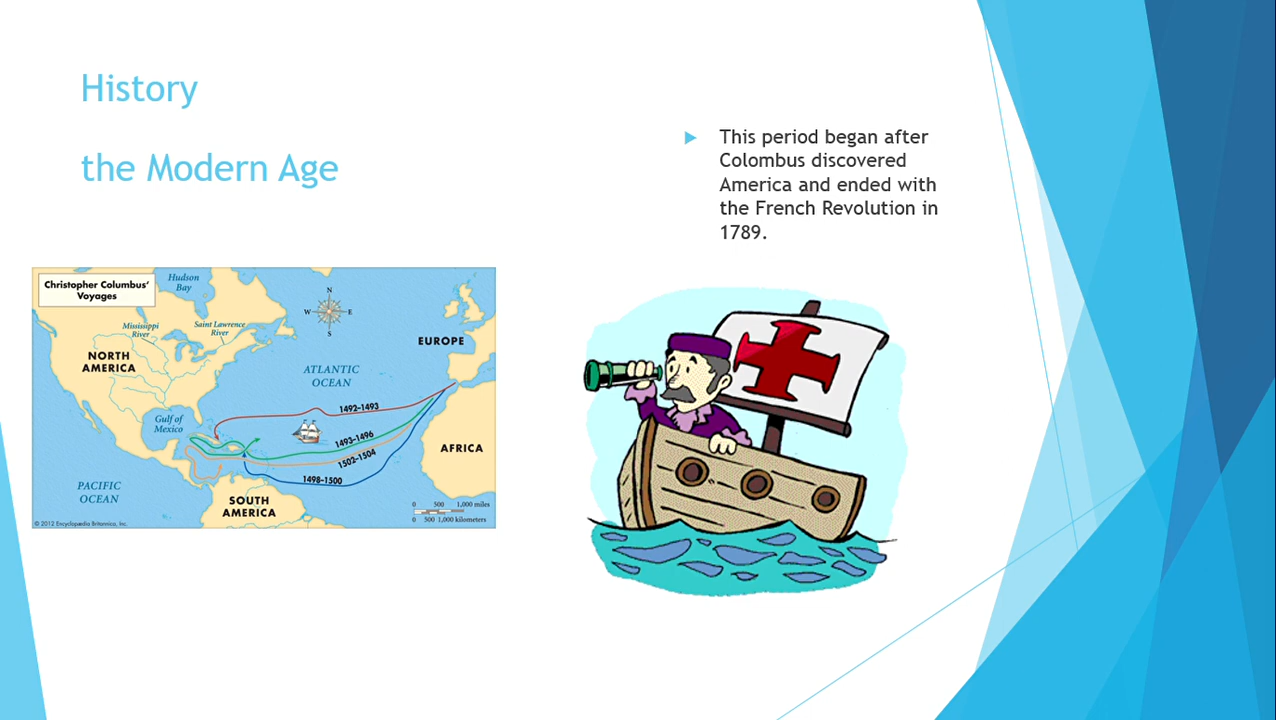 History
the Modern Age
This period began after
Colombus discovered
America and ended with
the French Revolution in
1789.
Christopher Columbus'
Voyages
Hudson
Bay
Mississippi
River
Saint Lawrence
River
NORTH
AMERICA
N
W
E
S
EUROPE
ATLANTIC
OCEAN
Gulf of
Mexico
1492–1493
1493–1496
1502–1504
1498–1500
AFRICA
PACIFIC
OCEAN
SOUTH
AMERICA
0 500 1,000 miles
0 500 1,000 kilometers
© 2012 Encyclopædia Britannica, Inc.